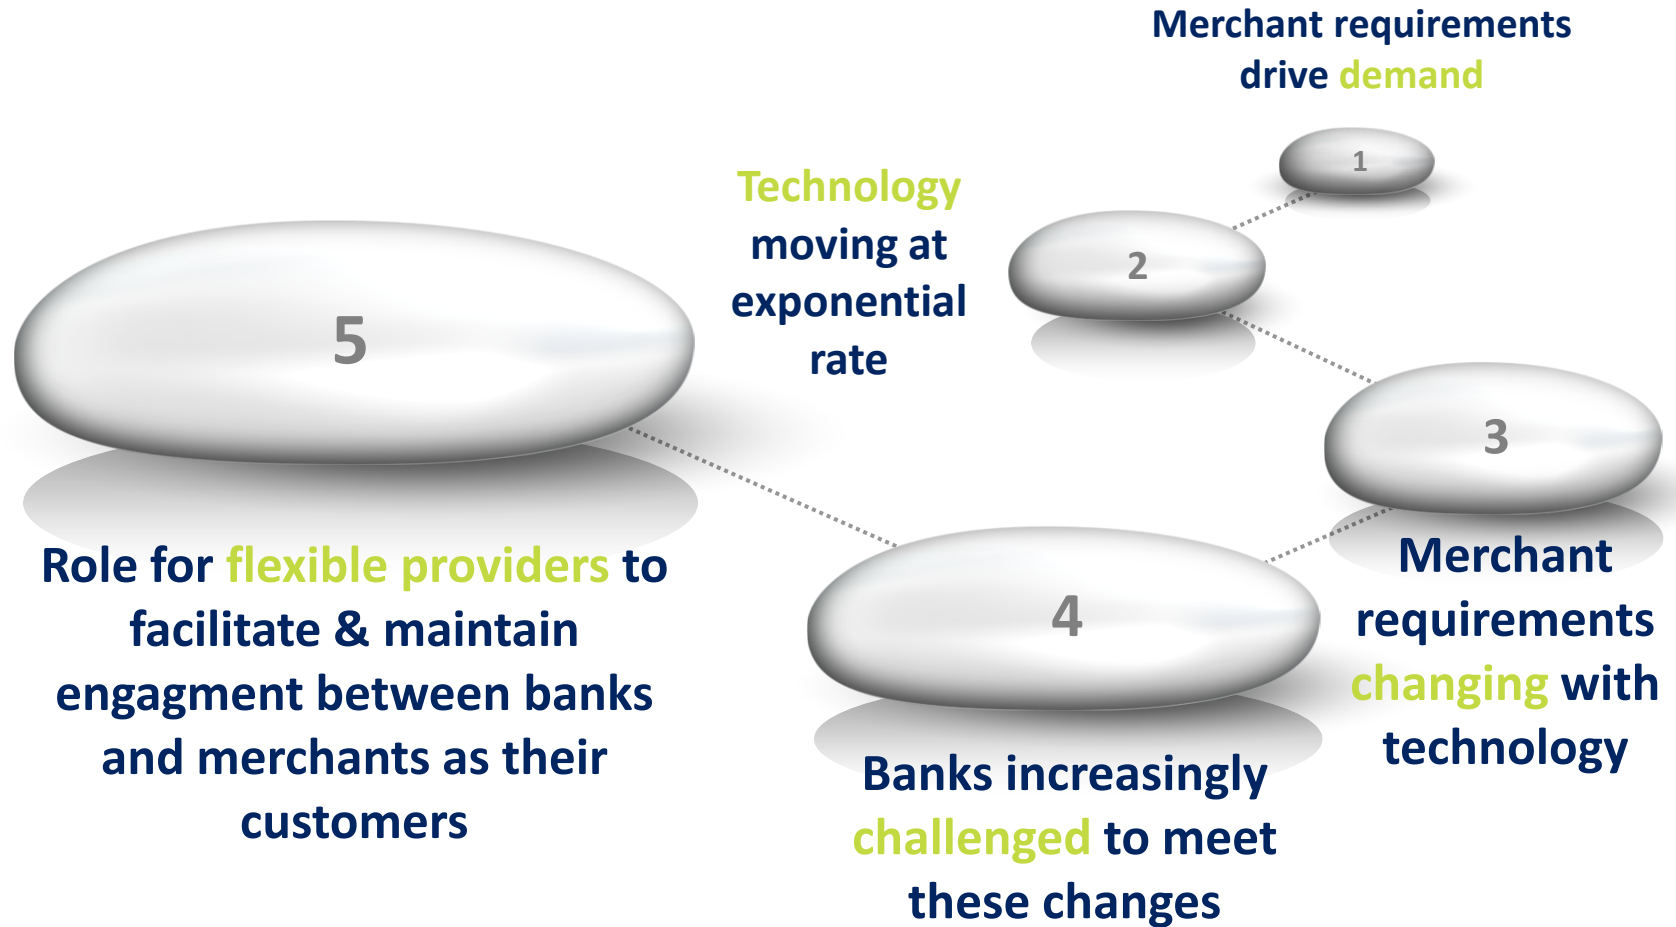 Merchant requirements
drive demand
1
Technology
moving at
exponential
rate
2
3
Merchant
requirements
changing with
technology
4
Banks increasingly
challenged to meet
these changes
5
Role for flexible providers to
facilitate & maintain
engagment between banks
and merchants as their
customers